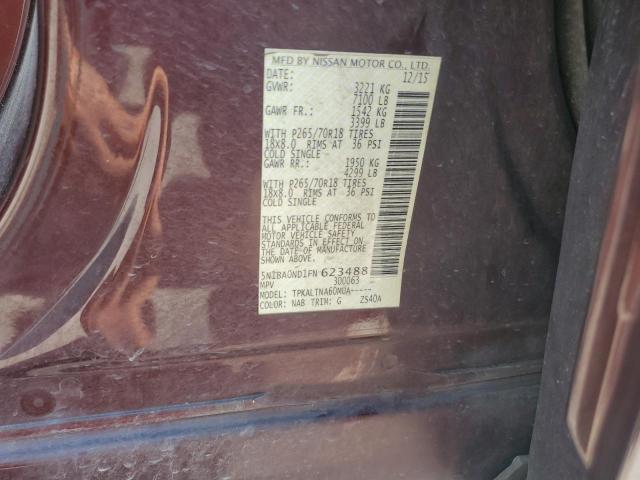 MFD BY NISSAN MOTOR CO., LTD.
DATE: 12/15
GVWR: 3221 KG
7100 LB
GAWR FR.: 1542 KG
3399 LB
WITH P265/70R18 TIRES
18X8.0 RIMS AT 36 PSI
COLD SINGLE
GAWR RR.: 1950 KG
4299 LB
WITH P265/70R18 TIRES
18X8.0 RIMS AT 36 PSI
COLD SINGLE
THIS VEHICLE CONFORMS TO
ALL APPLICABLE FEDERAL
MOTOR VEHICLE SAFETY
STANDARDS IN EFFECT ON
THE DATE OF MANUFACTURE
SHOWN ABOVE.
5N1BA0ND1FN 623488
MPV 300063
MODEL: TPKALTNA60M0A-----
COLOR: NAB TRIM: G ZS40A